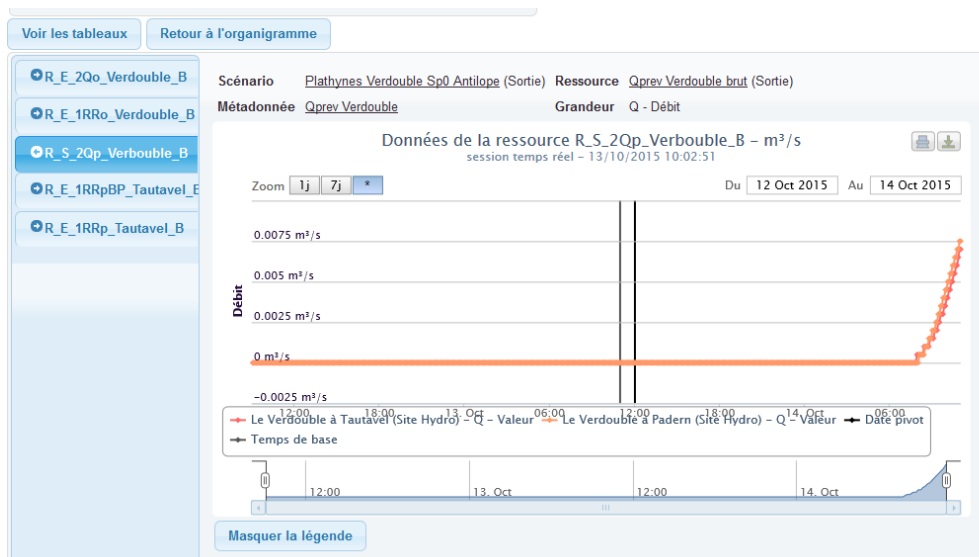 Voir les tableaux Retour à l'organigramme
R_E_2Qo_Verdouble_B
R_E_1RRo_Verdouble_B
R_S_2Qp_Verbouble_B
R_E_1RRpBP_Tautavel_E
R_E_1RRp_Tautavel_B
Scénario Plathynes Verdouble Sp0 Antilope (Sortie) Ressource Qprev Verdouble brut (Sortie)
Métadonnée Qprev Verdouble Grandeur Q - Débit
Données de la ressource R_S_2Qp_Verbouble_B – m³/s
session temps réel – 13/10/2015 10:02:51
Zoom 1j 7j * Du 12 Oct 2015 Au 14 Oct 2015
Débit
0.0075 m³/s
0.005 m³/s
0.0025 m³/s
0 m³/s
−0.0025 m³/s
12:00 18:00 13. Oct 06:00 12:00 18:00 14. Oct 06:00
Le Verdouble à Tautavel (Site Hydro) – Q – Valeur Le Verdouble à Padern (Site Hydro) – Q – Valeur Date pivot
Temps de base
12:00 13. Oct 12:00 14. Oct
Masquer la légende